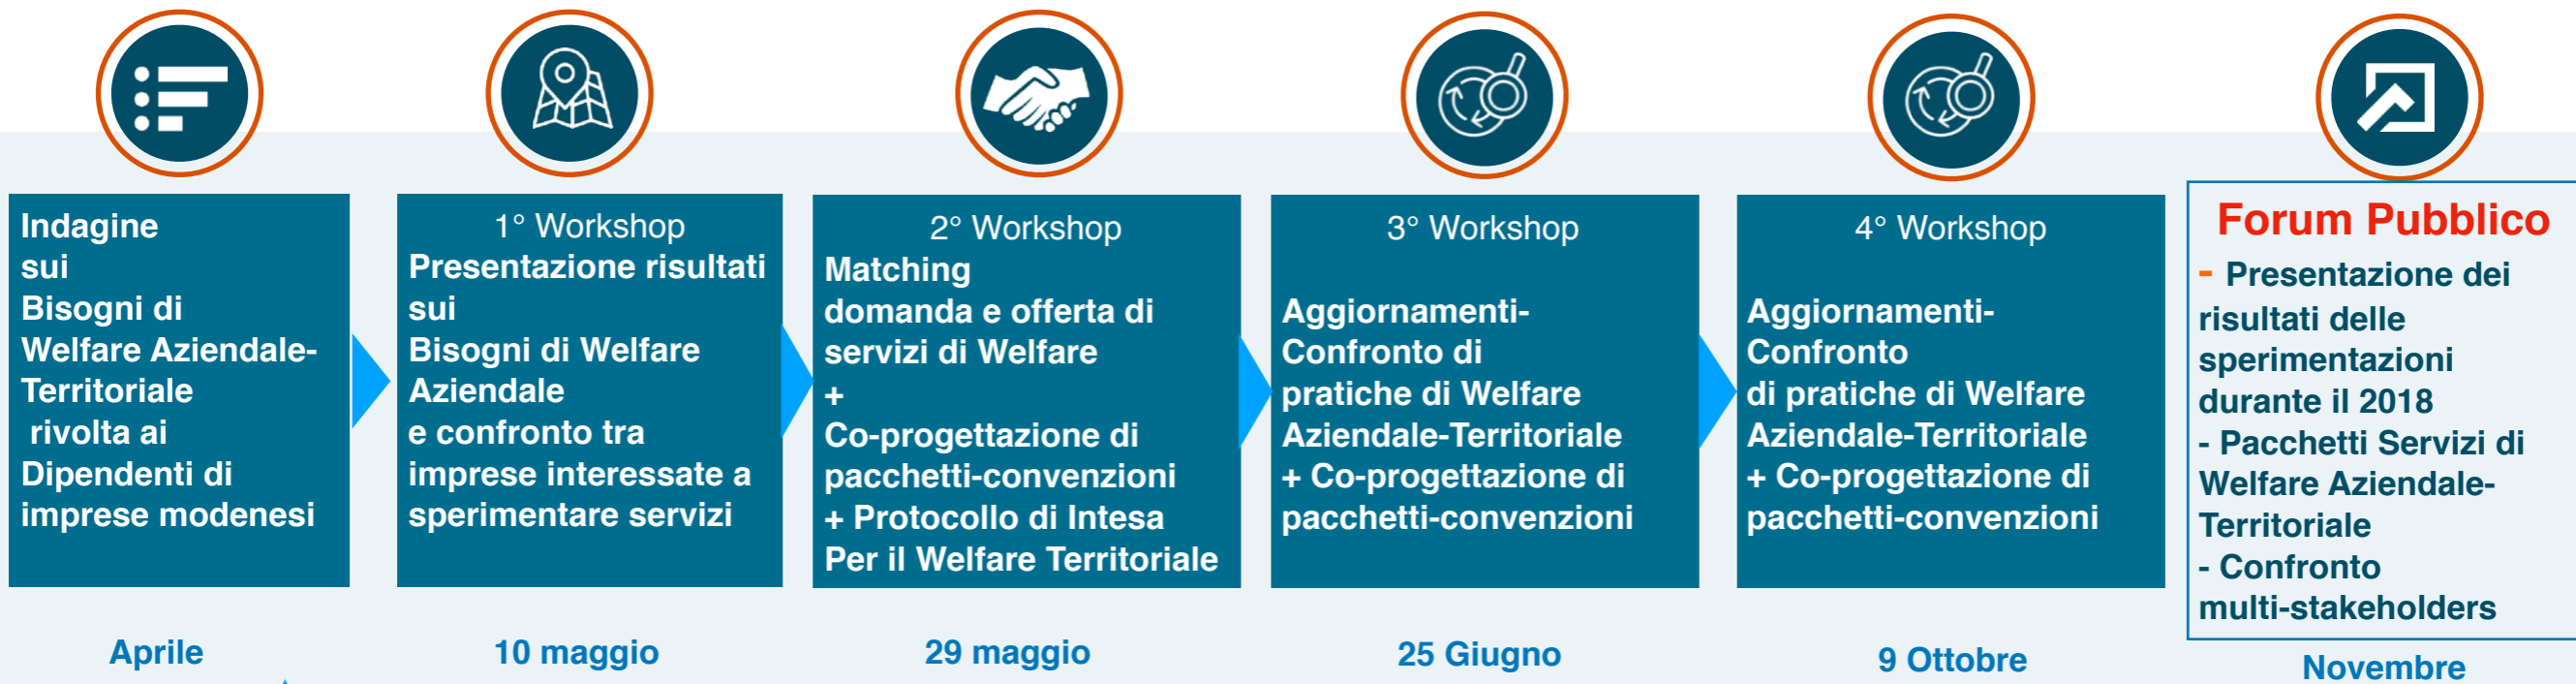 Indagine
sui
Bisogni di
Welfare Aziendale-
Territoriale
rivolta ai
Dipendenti di
imprese modenesi
Aprile
1° Workshop
Presentazione risultati
sui
Bisogni di Welfare
Aziendale
e confronto tra
imprese interessate a
sperimentare servizi
10 maggio
2° Workshop
Matching
domanda e offerta di
servizi di Welfare
+
Co-progettazione di
pacchetti-convenzioni
+ Protocollo di Intesa
Per il Welfare Territoriale
29 maggio
3° Workshop
Aggiornamenti-
Confronto di
pratiche di Welfare
Aziendale-Territoriale
+ Co-progettazione di
pacchetti-convenzioni
25 Giugno
4° Workshop
Aggiornamenti-
Confronto
di pratiche di Welfare
Aziendale-Territoriale
+ Co-progettazione di
pacchetti-convenzioni
9 Ottobre
Forum Pubblico
- Presentazione dei
risultati delle
sperimentazioni
durante il 2018
- Pacchetti Servizi di
Welfare Aziendale-
Territoriale
- Confronto
multi-stakeholders
Novembre